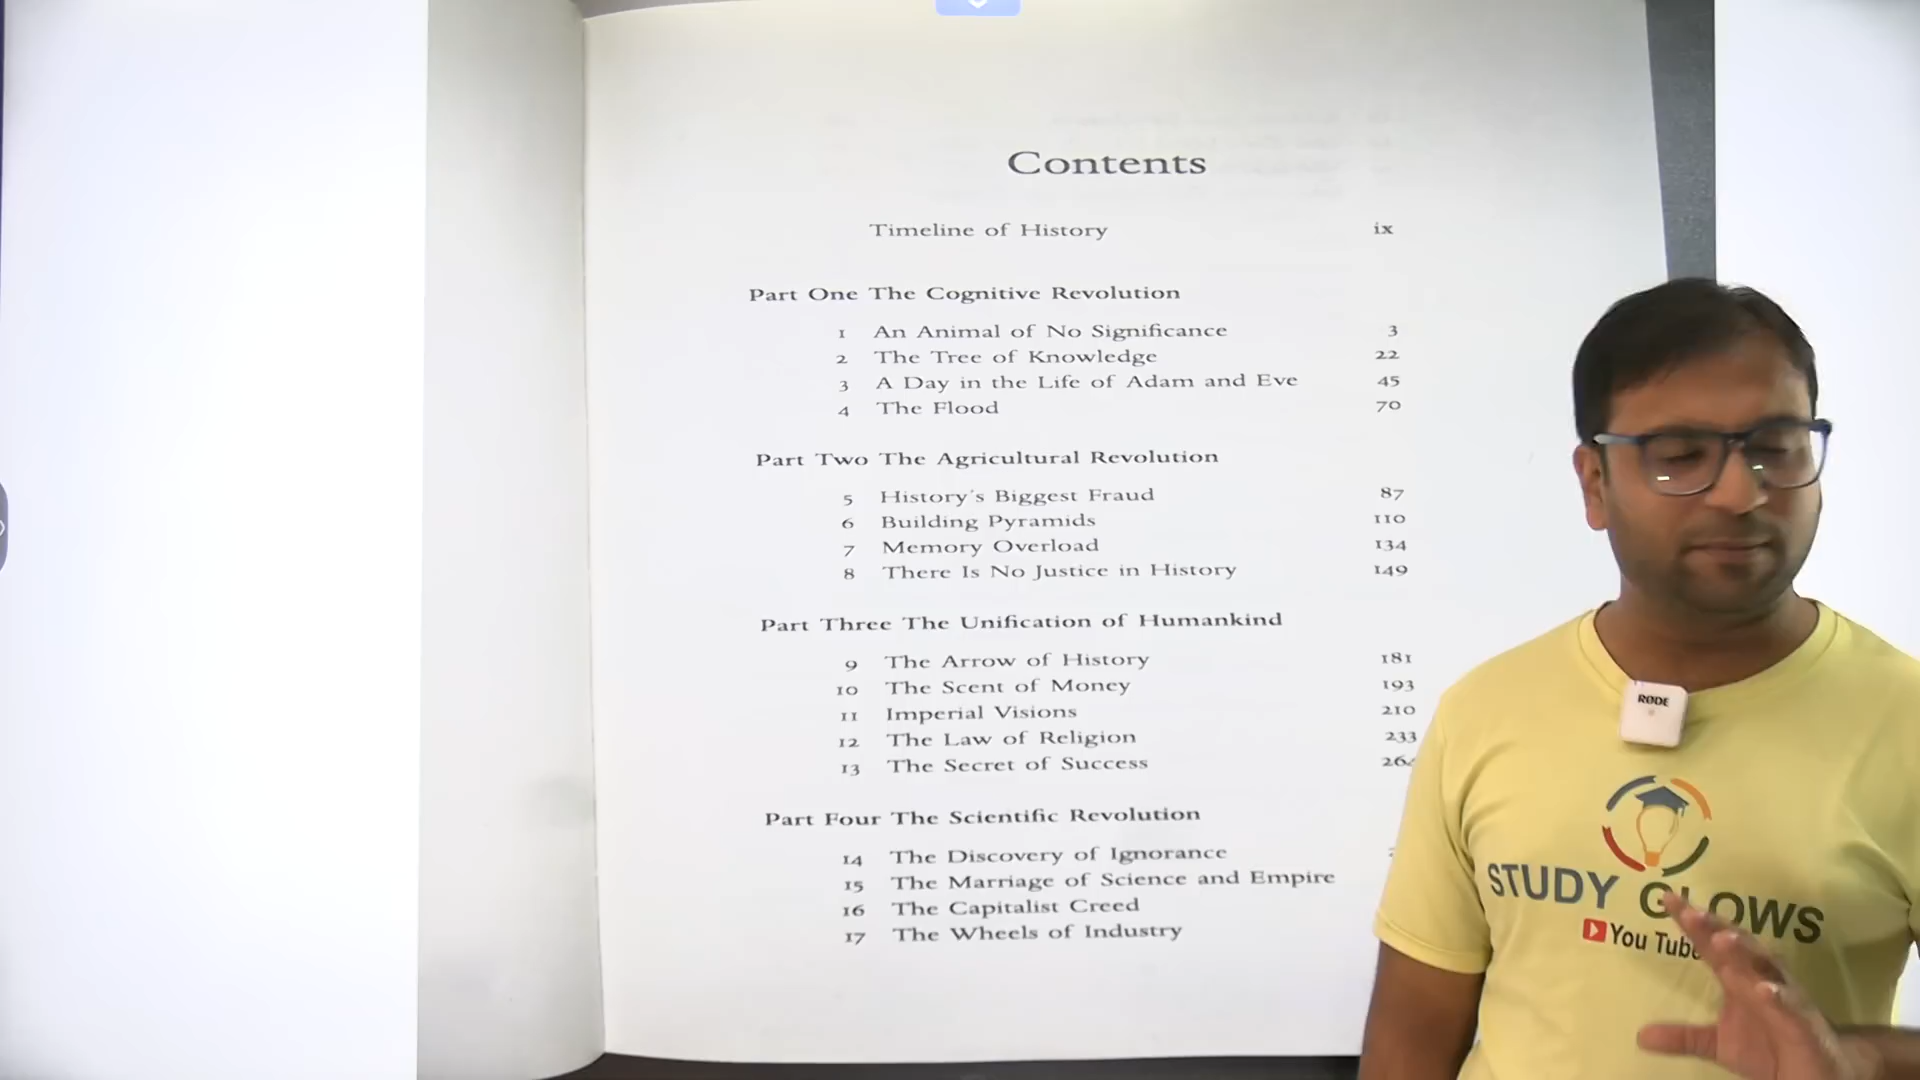 Contents
Timeline of History ix
Part One The Cognitive Revolution
1 An Animal of No Significance 3
2 The Tree of Knowledge 22
3 A Day in the Life of Adam and Eve 45
4 The Flood 70
Part Two The Agricultural Revolution
5 History's Biggest Fraud 87
6 Building Pyramids 110
7 Memory Overload 134
8 There Is No Justice in History 149
Part Three The Unification of Humankind
9 The Arrow of History 181
10 The Scent of Money 193
11 Imperial Visions 210
12 The Law of Religion 233
13 The Secret of Success
Part Four The Scientific Revolution
14 The Discovery of Ignorance
15 The Marriage of Science and Empire
16 The Capitalist Creed
17 The Wheels of Industry
RØDE
STUDY GLOWS
You Tube